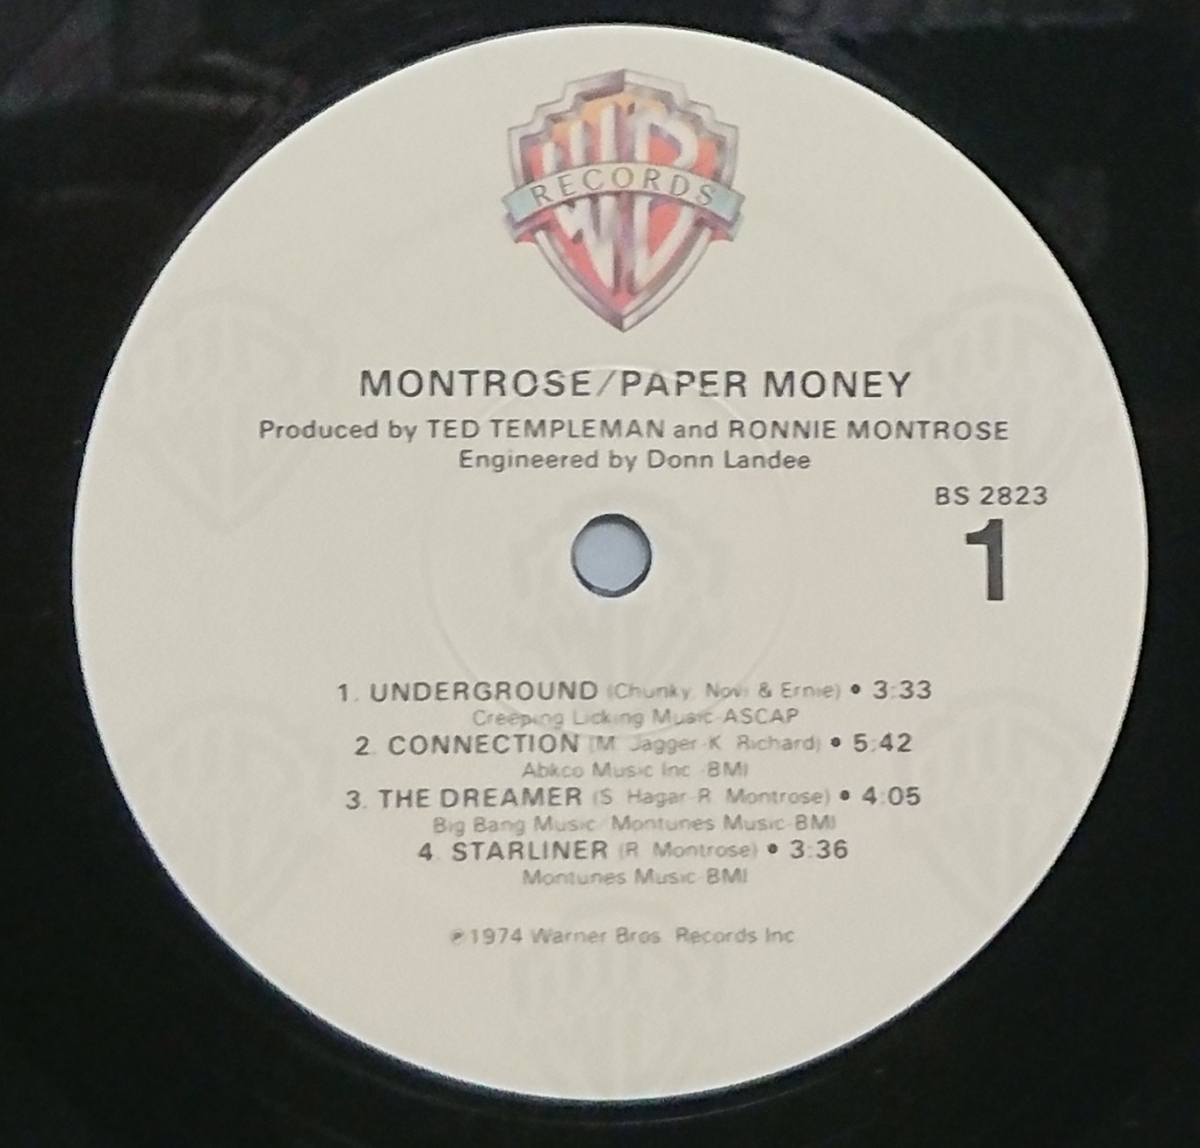 WB
RECORDS
MONTROSE/PAPER MONEY
Produced by TED TEMPLEMAN and RONNIE MONTROSE
Engineered by Donn Landee
BS 2823
1
1. UNDERGROUND (Chunky, Novi & Ernie) • 3:33
Creeping Licking Music-ASCAP
2. CONNECTION (M. Jagger-K. Richard) • 5:42
Abkco Music Inc.-BMI
3. THE DREAMER (S. Hagar-R. Montrose) • 4:05
Big Bang Music/Montunes Music-BMI
4. STARLINER (R. Montrose) • 3:36
Montunes Music-BMI
℗1974 Warner Bros. Records Inc.